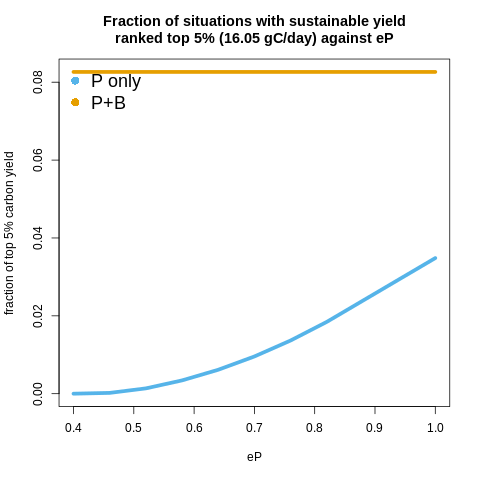 Fraction of situations with sustainable yield
ranked top 5% (16.05 gC/day) against eP
P only
P+B
fraction of top 5% carbon yield
0.08
0.06
0.04
0.02
0.00
0.4 0.5 0.6 0.7 0.8 0.9 1.0
eP